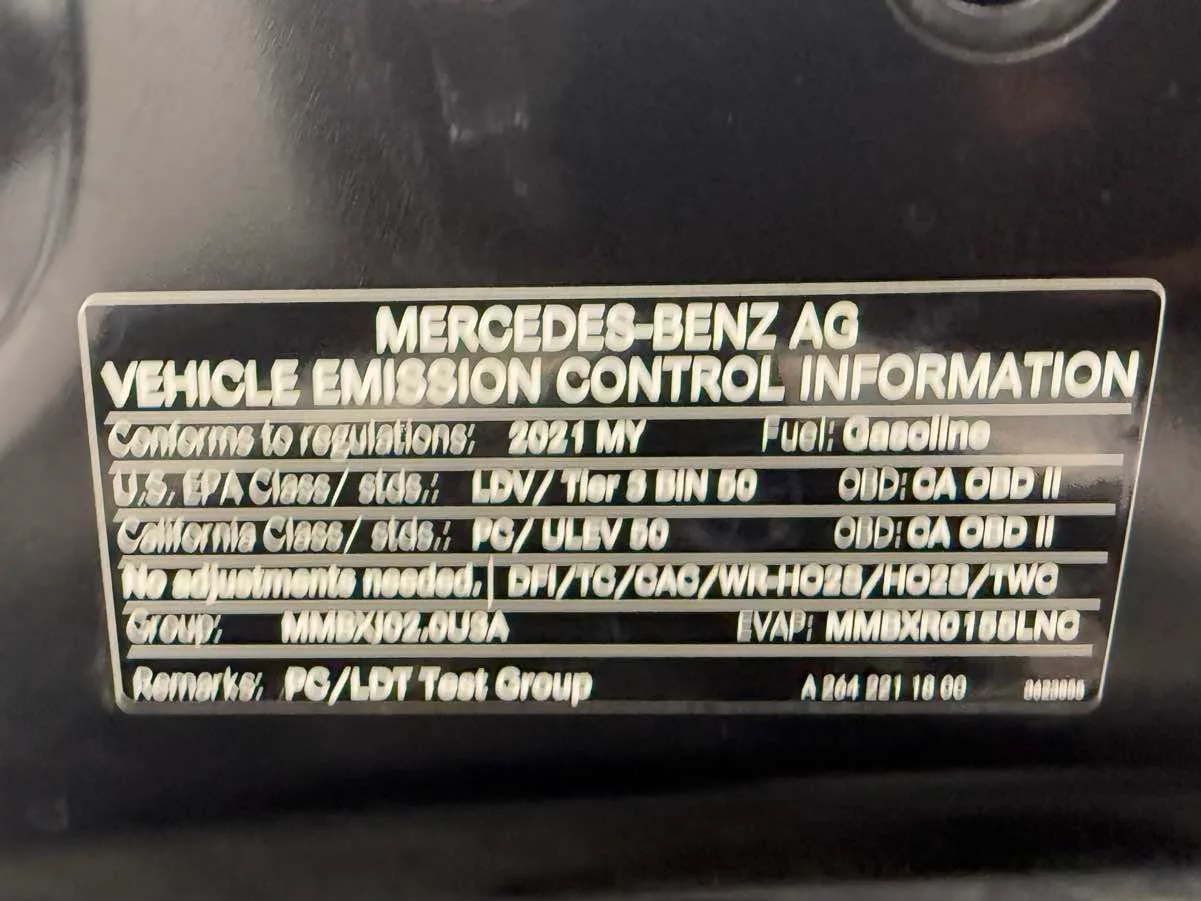 MERCEDES-BENZ AG
VEHICLE EMISSION CONTROL INFORMATION
Conforms to regulations: 2021 MY Fuel: Gasoline
U.S. EPA Class/ stds.: LDV/ Tier 3 BIN 50 OBD: CA OBD II
California Class/ stds.: PC/ ULEV 50 OBD: CA OBD II
No adjustments needed. DFI/TC/CAC/WR-HO2S/HO2S/TWC
Group: MMBXJ02.0USA EVAP: MMBXR0155LNC
Remarks: PC/LDT Test Group A 264 221 18 00